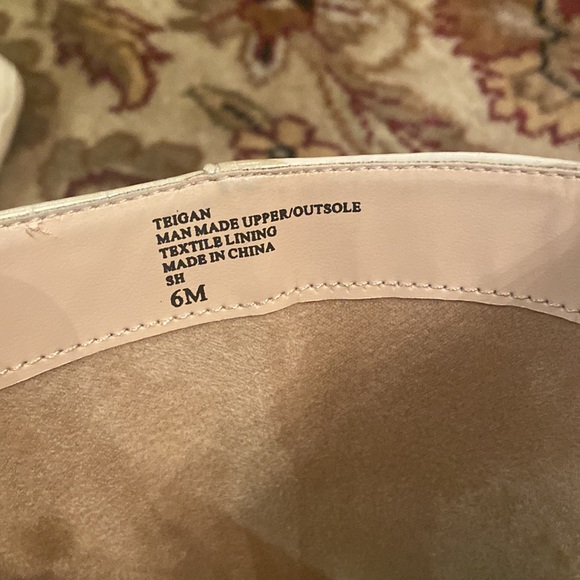 TEIGAN
MAN MADE UPPER/OUTSOLE
TEXTILE LINING
MADE IN CHINA
SH
6M